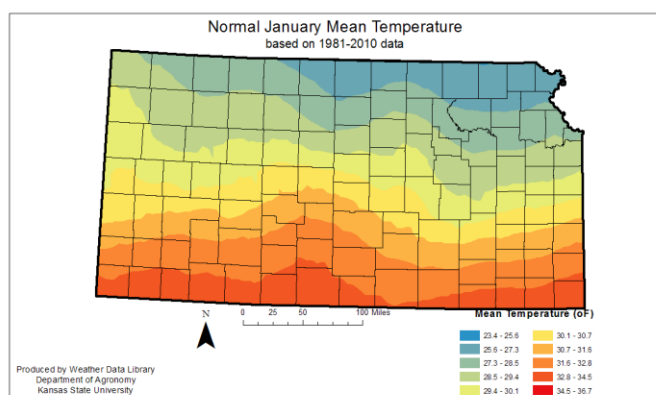 Normal January Mean Temperature
based on 1981-2010 data
N
0 25 50 100 Miles
Mean Temperature (oF)
23.4 - 25.6
25.6 - 27.3
27.3 - 28.5
28.5 - 29.4
29.4 - 30.1
30.1 - 30.7
30.7 - 31.6
31.6 - 32.8
32.8 - 34.5
34.5 - 36.7
Produced by Weather Data Library
Department of Agronomy
Kansas State University